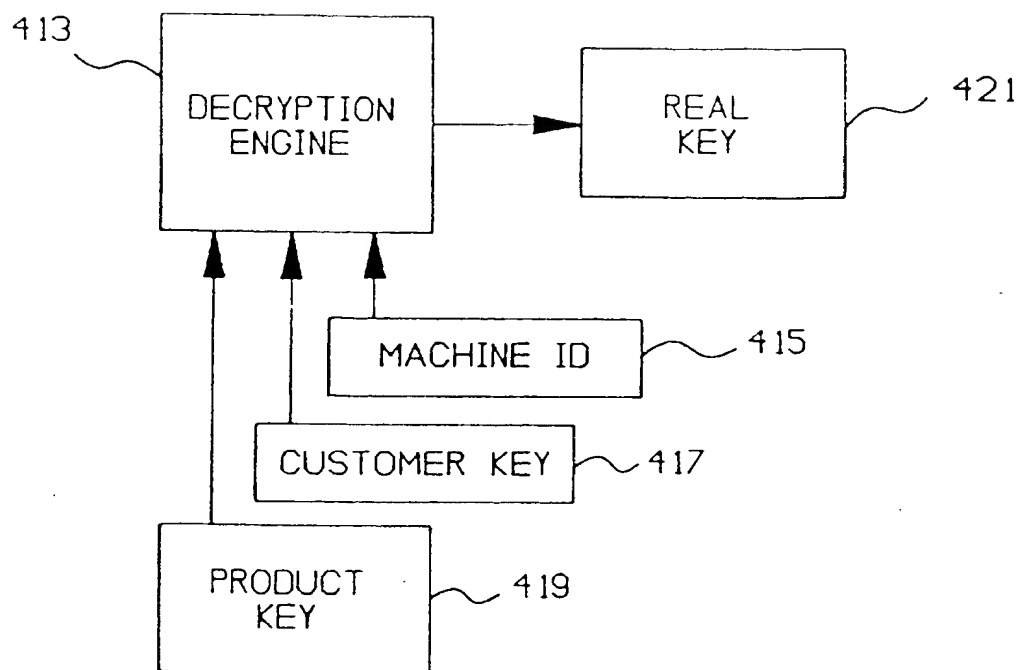 413
DECRYPTION
ENGINE
REAL
KEY
421
MACHINE ID
415
CUSTOMER KEY
417
PRODUCT
KEY
419